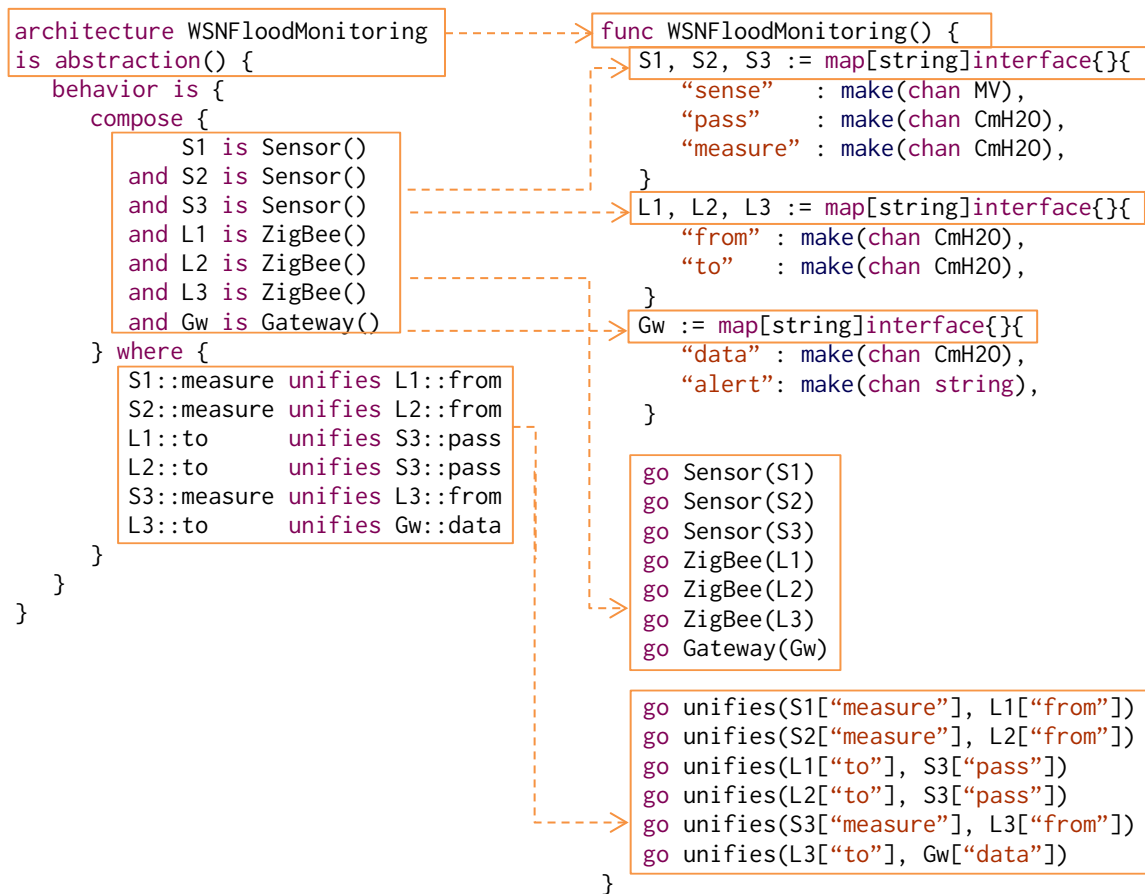 architecture WSNFloodMonitoring
is abstraction() {
behavior is {
compose {
S1 is Sensor()
and S2 is Sensor()
and S3 is Sensor()
and L1 is ZigBee()
and L2 is ZigBee()
and L3 is ZigBee()
and Gw is Gateway()
} where {
S1::measure unifies L1::from
S2::measure unifies L2::from
L1::to unifies S3::pass
L2::to unifies S3::pass
S3::measure unifies L3::from
L3::to unifies Gw::data
}
}
}
func WSNFloodMonitoring() {
S1, S2, S3 := map[string]interface{}{
“sense” : make(chan MV),
“pass” : make(chan CmH2O),
“measure” : make(chan CmH2O),
}
L1, L2, L3 := map[string]interface{}{
“from” : make(chan CmH2O),
“to” : make(chan CmH2O),
}
Gw := map[string]interface{}{
“data” : make(chan CmH2O),
“alert”: make(chan string),
}
go Sensor(S1)
go Sensor(S2)
go Sensor(S3)
go ZigBee(L1)
go ZigBee(L2)
go ZigBee(L3)
go Gateway(Gw)
go unifies(S1[“measure”], L1[“from”])
go unifies(S2[“measure”], L2[“from”])
go unifies(L1[“to”], S3[“pass”])
go unifies(L2[“to”], S3[“pass”])
go unifies(S3[“measure”], L3[“from”])
go unifies(L3[“to”], Gw[“data”])
}